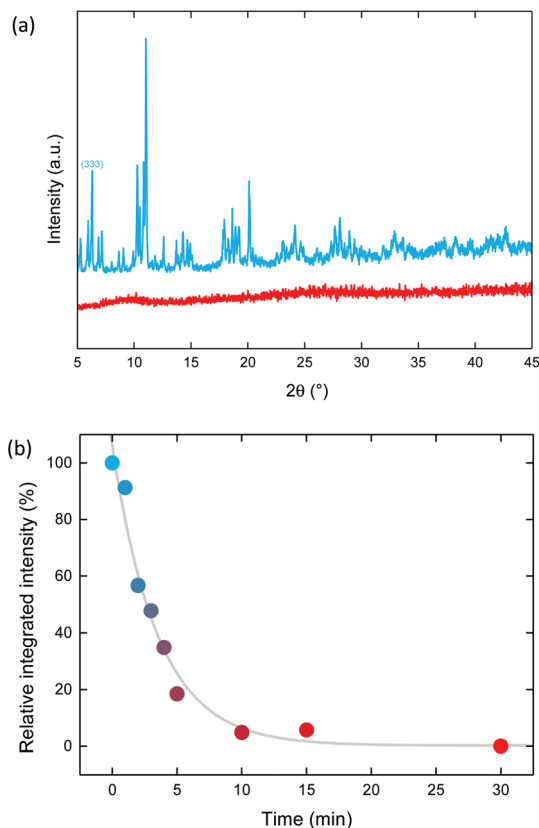 (a)
Intensity (a.u.)
(333)
5 10 15 20 25 30 35 40 45
2θ (°)
(b)
Relative integrated intensity (%)
100
80
60
40
20
0
0 5 10 15 20 25 30
Time (min)